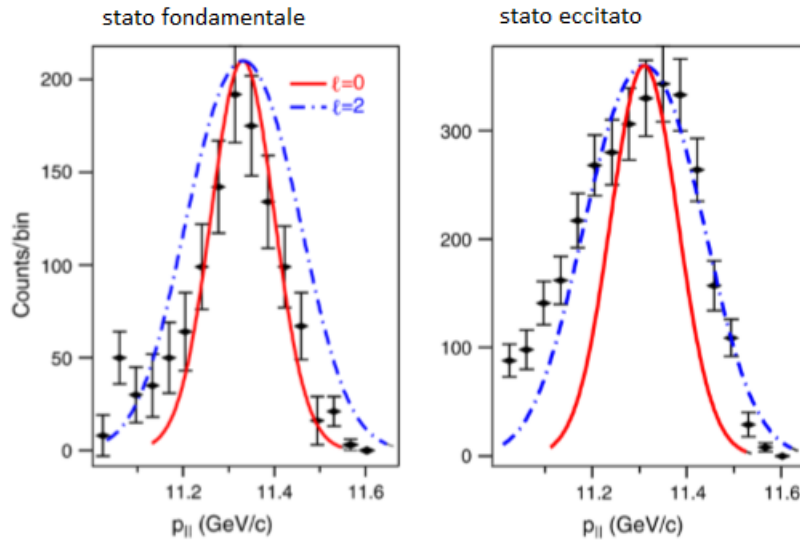 stato fondamentale
stato eccitato
ℓ=0
ℓ=2
Counts/bin
200
150
100
50
0
11.2
11.4
11.6
p|| (GeV/c)
300
200
100
0
11.2
11.4
11.6
p|| (GeV/c)